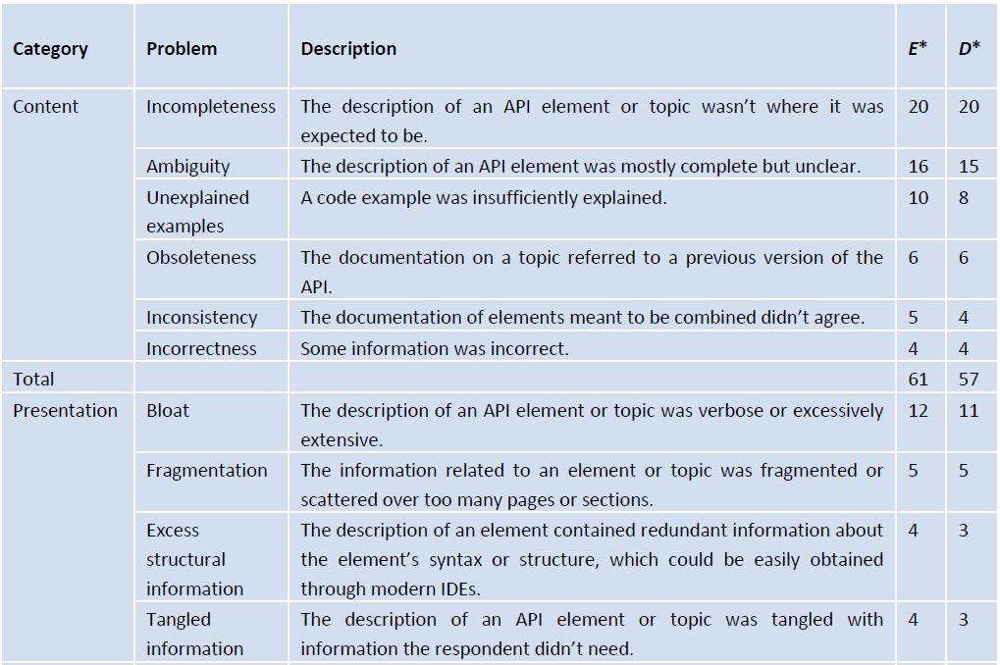 Category Problem Description E* D*
Content Incompleteness The description of an API element or topic wasn't where it was 20 20
expected to be.
Ambiguity The description of an API element was mostly complete but unclear. 16 15
Unexplained A code example was insufficiently explained. 10 8
examples
Obsoleteness The documentation on a topic referred to a previous version of the 6 6
API.
Inconsistency The documentation of elements meant to be combined didn't agree. 5 4
Incorrectness Some information was incorrect. 4 4
Total 61 57
Presentation Bloat The description of an API element or topic was verbose or excessively 12 11
extensive.
Fragmentation The information related to an element or topic was fragmented or 5 5
scattered over too many pages or sections.
Excess The description of an element contained redundant information about 4 3
structural the element's syntax or structure, which could be easily obtained
information through modern IDEs.
Tangled The description of an API element or topic was tangled with 4 3
information information the respondent didn't need.